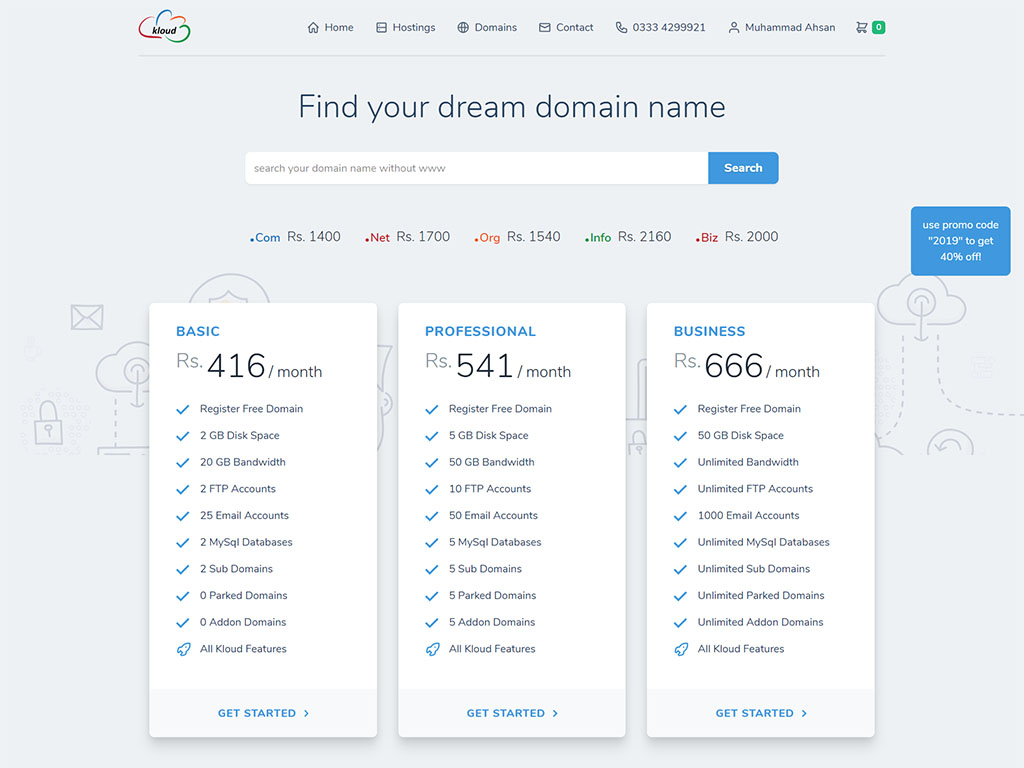 kloud
Home
Hostings
Domains
Contact
0333 4299921
Muhammad Ahsan
0
Find your dream domain name
search your domain name without www
Search
.Com Rs. 1400
.Net Rs. 1700
.Org Rs. 1540
.Info Rs. 2160
.Biz Rs. 2000
use promo code
"2019" to get
40% off!
BASIC
Rs. 416 / month
Register Free Domain
2 GB Disk Space
20 GB Bandwidth
2 FTP Accounts
25 Email Accounts
2 MySql Databases
2 Sub Domains
0 Parked Domains
0 Addon Domains
All Kloud Features
GET STARTED
PROFESSIONAL
Rs. 541 / month
Register Free Domain
5 GB Disk Space
50 GB Bandwidth
10 FTP Accounts
50 Email Accounts
5 MySql Databases
5 Sub Domains
5 Parked Domains
5 Addon Domains
All Kloud Features
GET STARTED
BUSINESS
Rs. 666 / month
Register Free Domain
50 GB Disk Space
Unlimited Bandwidth
Unlimited FTP Accounts
1000 Email Accounts
Unlimited MySql Databases
Unlimited Sub Domains
Unlimited Parked Domains
Unlimited Addon Domains
All Kloud Features
GET STARTED